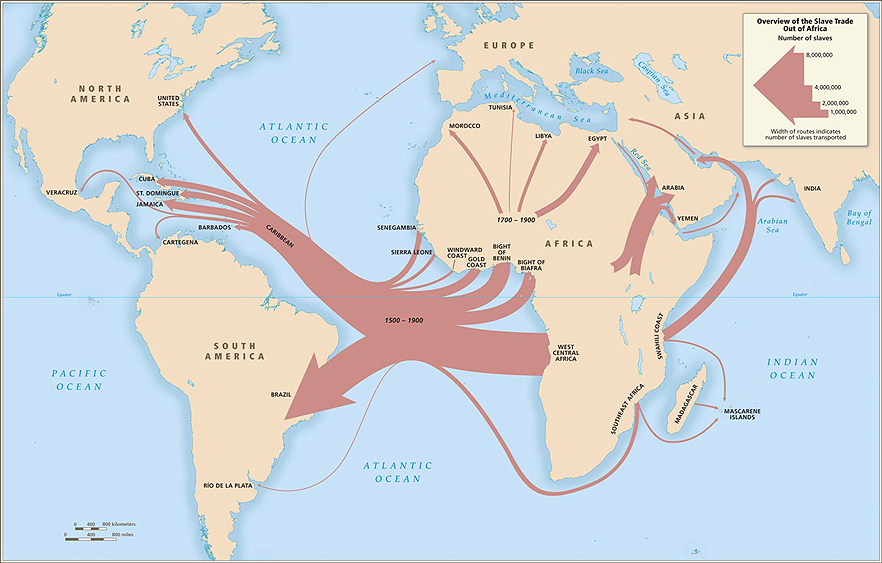 Overview of the Slave Trade
Out of Africa
Number of slaves
8,000,000
4,000,000
2,000,000
1,000,000
Width of routes indicates
number of slaves transported
EUROPE
NORTH
AMERICA
UNITED
STATES
ATLANTIC
OCEAN
Black Sea
Caspian
Sea
Mediterranean Sea
ASIA
TUNISIA
MOROCCO
LIBYA
EGYPT
Red Sea
CUBA
VERACRUZ
ST. DOMINGUE
JAMAICA
BARBADOS
CARTEGENA
CARIBBEAN
SENEGAMBIA
SIERRA LEONE
WINDWARD
COAST
GOLD
COAST
BIGHT
OF
BENIN
BIGHT OF
BIAFRA
1700 – 1900
AFRICA
ARABIA
YEMEN
INDIA
Arabian
Sea
Bay of
Bengal
Equator
Equator
1500 – 1900
SOUTH
AMERICA
WEST
CENTRAL
AFRICA
SWAHILI COAST
PACIFIC
OCEAN
INDIAN
OCEAN
BRAZIL
SOUTHEAST AFRICA
MADAGASCAR
MASCARENE
ISLANDS
ATLANTIC
OCEAN
RÍO DE LA PLATA
0 400 800 kilometers
0 400 800 miles